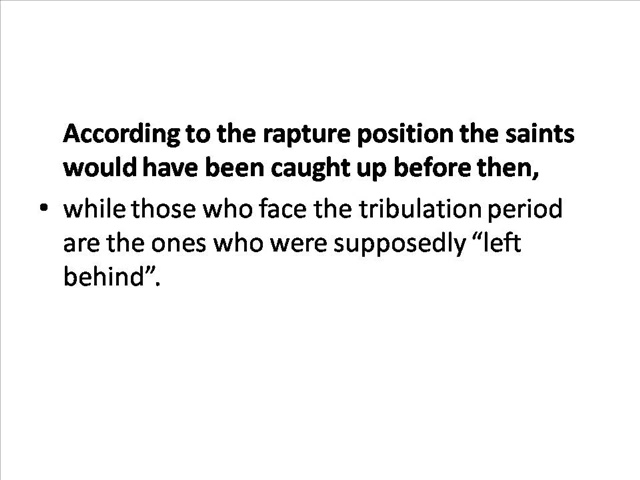 According to the rapture position the saints
would have been caught up before then,
• while those who face the tribulation period
are the ones who were supposedly “left
behind”.